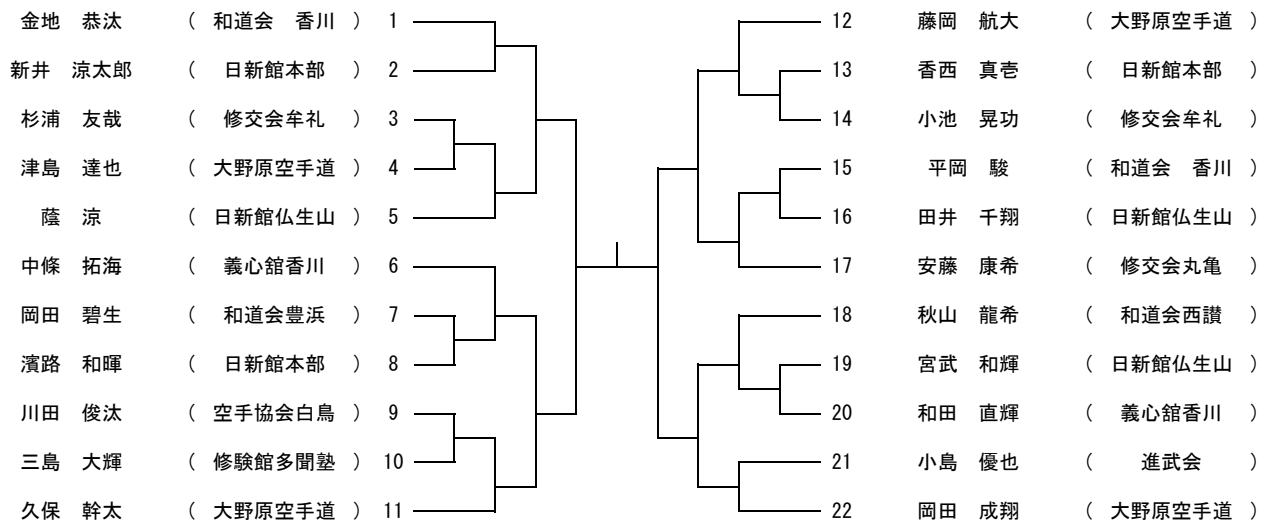 金地　恭汰　（　和道会　香川　）　1
新井　涼太郎　（　日新館本部　）　2
杉浦　友哉　（　修交会牟礼　）　3
津島　達也　（　大野原空手道　）　4
蔭　涼　（　日新館仏生山　）　5
中條　拓海　（　義心舘香川　）　6
岡田　碧生　（　和道会豊浜　）　7
濱路　和暉　（　日新館本部　）　8
川田　俊汰　（　空手協会白鳥　）　9
三島　大輝　（　修験館多聞塾　）　10
久保　幹太　（　大野原空手道　）　11
12　藤岡　航大　（　大野原空手道　）
13　香西　真壱　（　日新館本部　）
14　小池　晃功　（　修交会牟礼　）
15　平岡　駿　（　和道会　香川　）
16　田井　千翔　（　日新館仏生山　）
17　安藤　康希　（　修交会丸亀　）
18　秋山　龍希　（　和道会西讃　）
19　宮武　和輝　（　日新館仏生山　）
20　和田　直輝　（　義心舘香川　）
21　小島　優也　（　進武会　）
22　岡田　成翔　（　大野原空手道　）